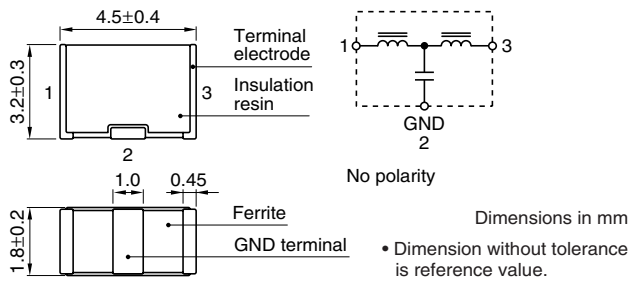 4.5±0.4
3.2±0.3
1
3
2
Terminal
electrode
Insulation
resin
1
3
GND
2
No polarity
1.0
0.45
1.8±0.2
Ferrite
GND terminal
Dimensions in mm
• Dimension without tolerance
is reference value.